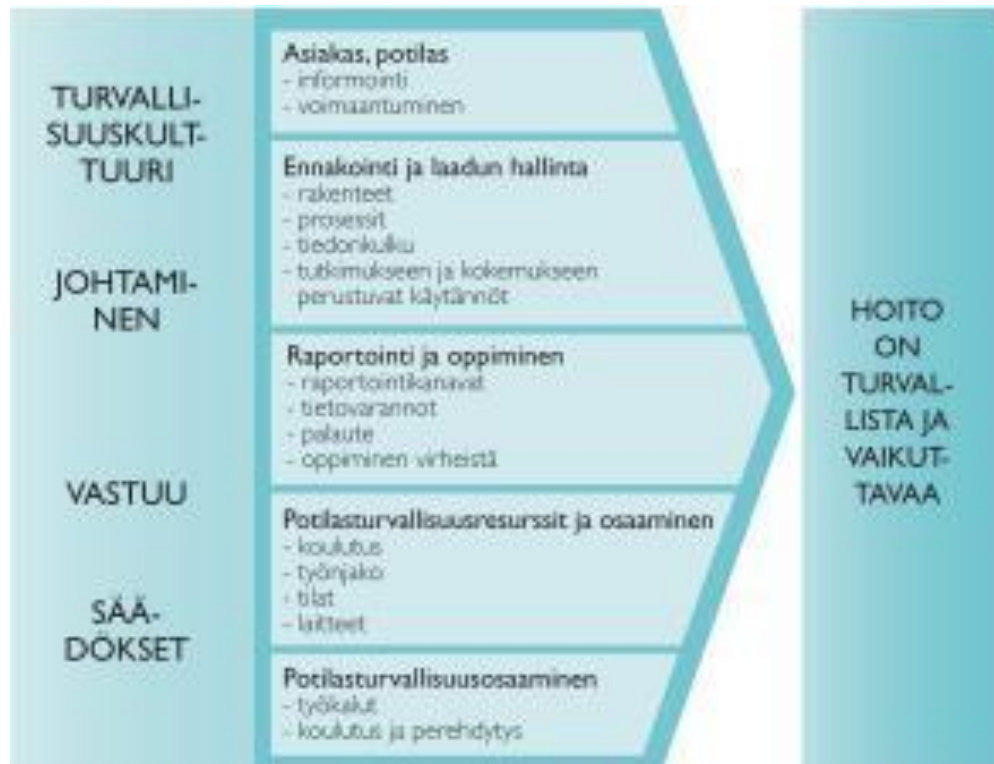 TURVALLI-
SUUSKULT-
TUURI
JOHTAMI-
NEN
VASTUU
SÄÄ-
DÖKSET
Asiakas, potilas
- informointi
- voimaantuminen
Ennakointi ja laadun hallinta
- rakenteet
- prosessit
- tiedonkulku
- tutkimukseen ja kokemukseen
perustuvat käytännöt
Raportointi ja oppiminen
- raportointikanavat
- tietovarannot
- palaute
- oppiminen virheistä
Potilasturvallisuusresurssit ja osaaminen
- koulutus
- työnjako
- tilat
- laitteet
Potilasturvallisuusosaaminen
- työkalut
- koulutus ja perehdytys
HOITO
ON
TURVAL-
LISTA JA
VAIKUT-
TAVAA